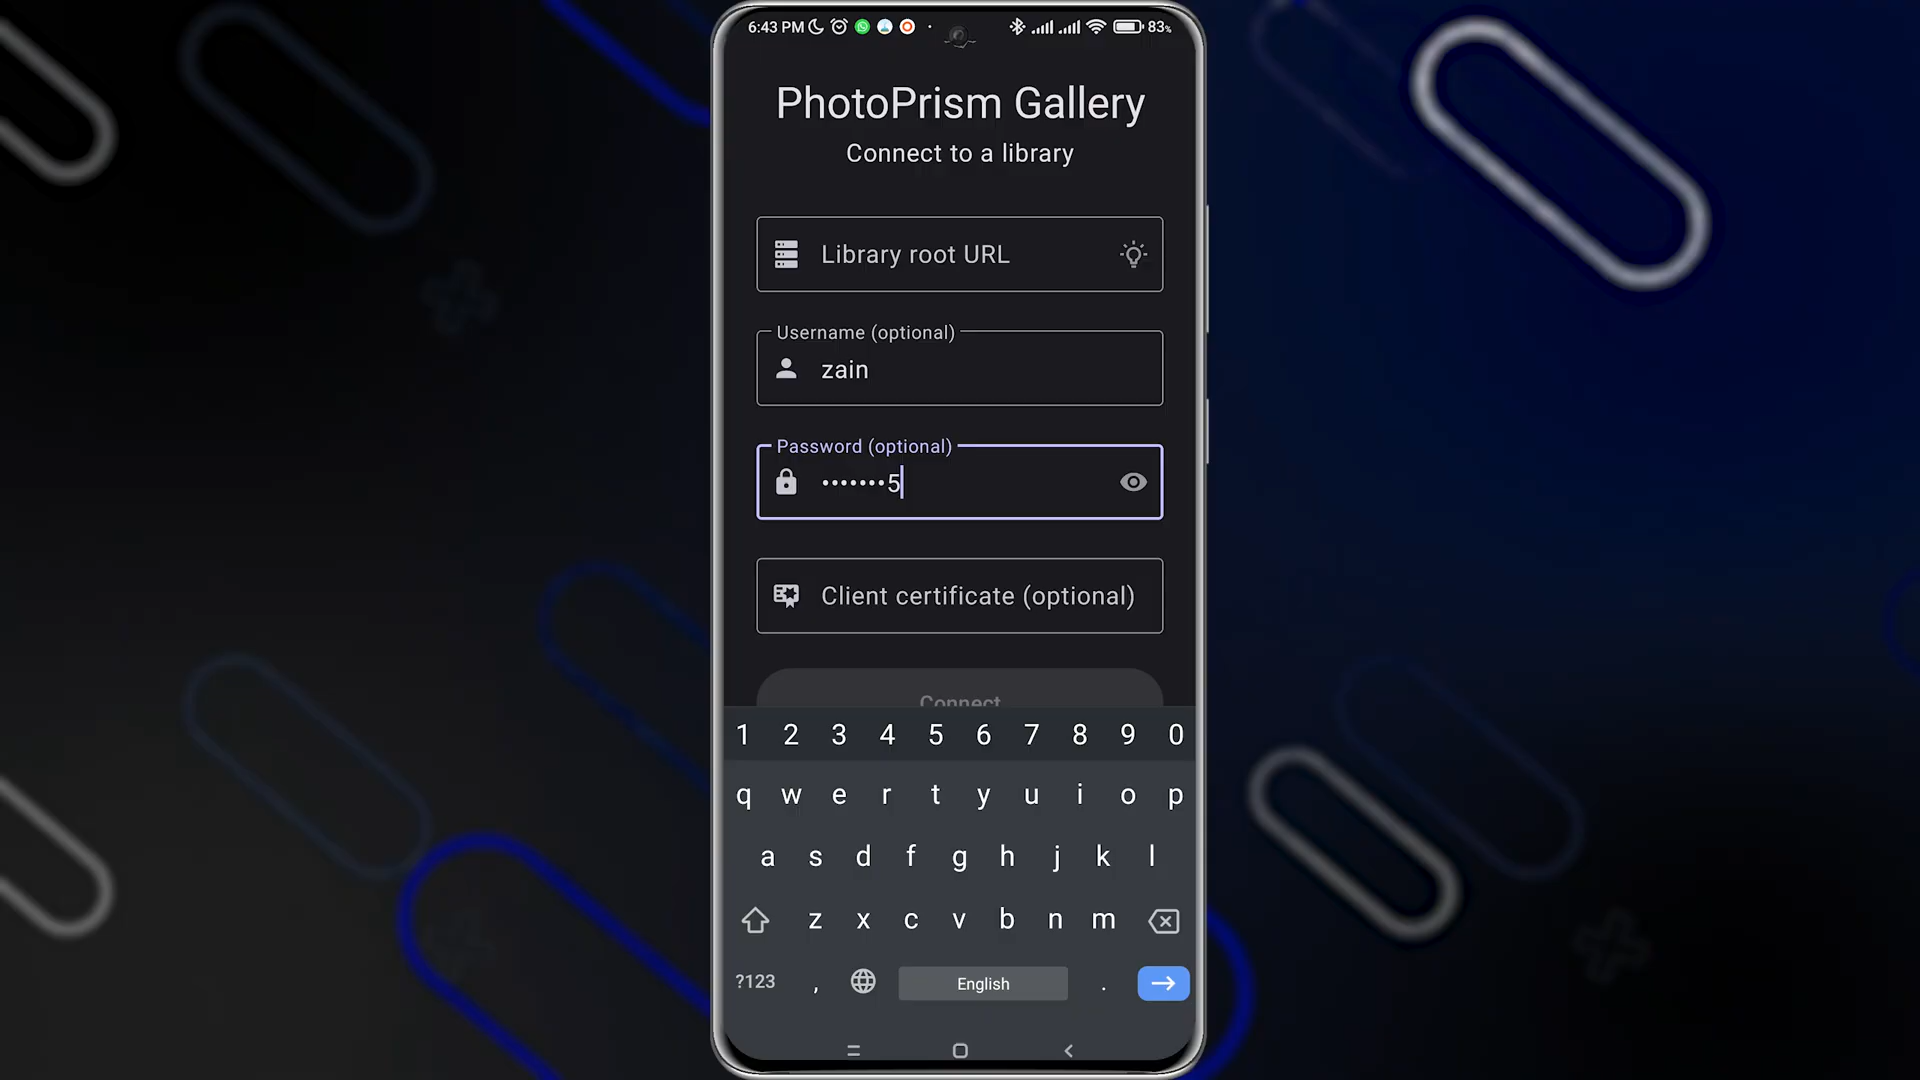 6:43 PM 83%
PhotoPrism Gallery
Connect to a library
Library root URL
Username (optional)
zain
Password (optional)
•••••••5
Client certificate (optional)
Connect
1 2 3 4 5 6 7 8 9 0
q w e r t y u i o p
a s d f g h j k l
z x c v b n m
?123 , English .